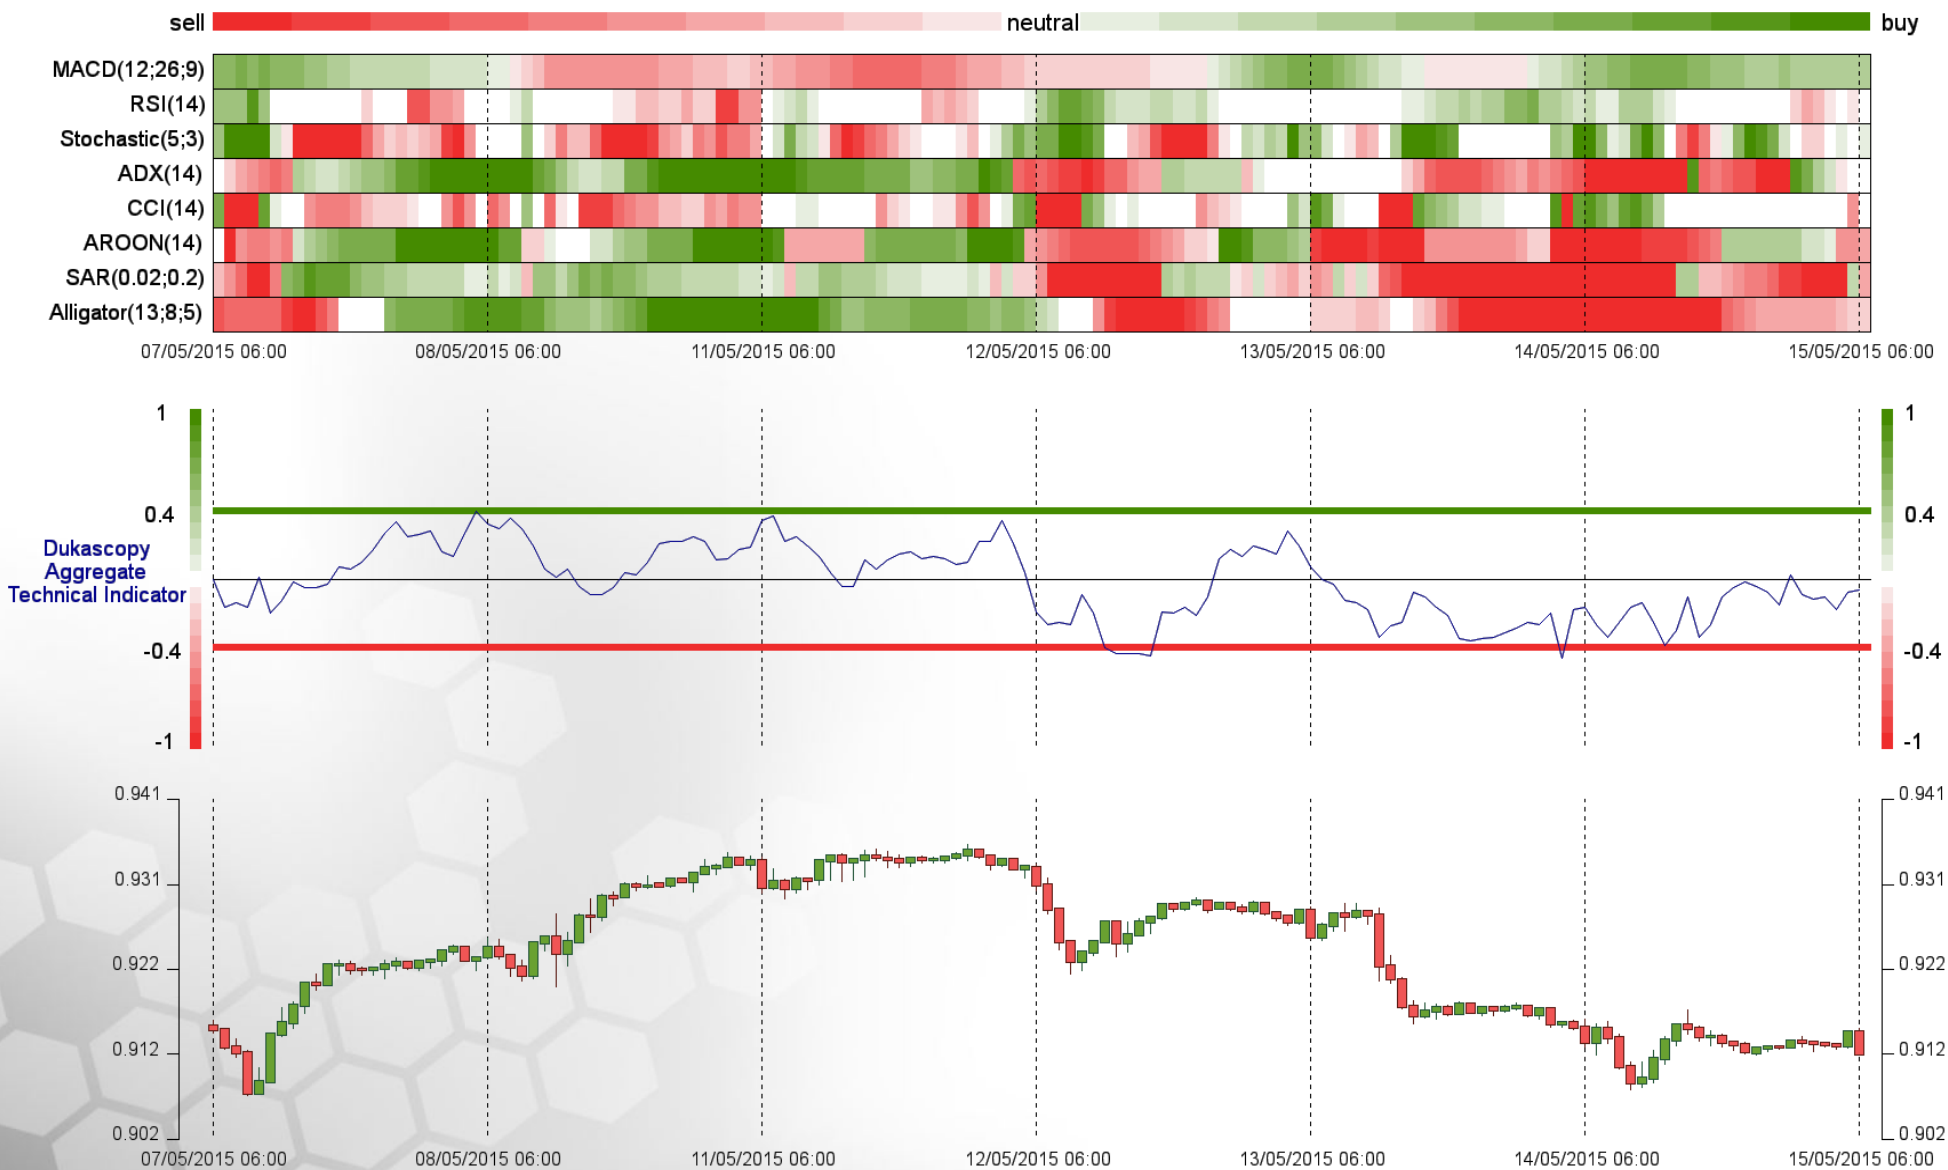 sell neutral buy
MACD(12;26;9)
RSI(14)
Stochastic(5;3)
ADX(14)
CCI(14)
AROON(14)
SAR(0.02;0.2)
Alligator(13;8;5)
07/05/2015 06:00 08/05/2015 06:00 11/05/2015 06:00 12/05/2015 06:00 13/05/2015 06:00 14/05/2015 06:00 15/05/2015 06:00
1 1
0.4 0.4
Dukascopy
Aggregate
Technical Indicator
-0.4 -0.4
-1 -1
0.941 0.941
0.931 0.931
0.922 0.922
0.912 0.912
0.902 0.902
07/05/2015 06:00 08/05/2015 06:00 11/05/2015 06:00 12/05/2015 06:00 13/05/2015 06:00 14/05/2015 06:00 15/05/2015 06:00